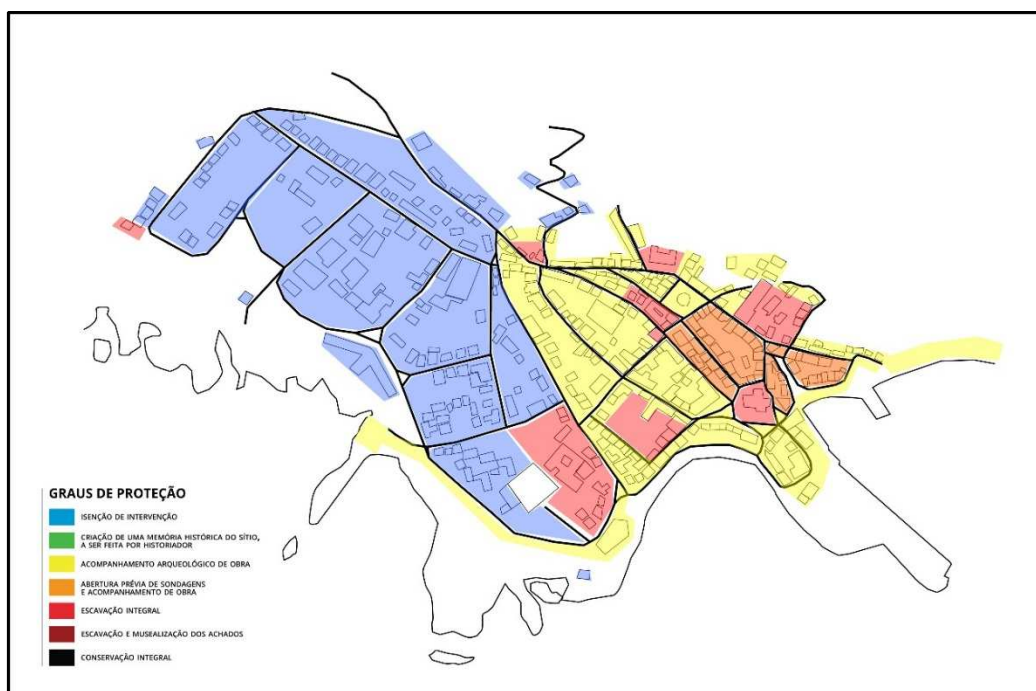 GRAUS DE PROTEÇÃO
ISENÇÃO DE INTERVENÇÃO
CRIAÇÃO DE UMA MEMÓRIA HISTÓRICA DO SÍTIO,
A SER FEITA POR HISTORIADOR
ACOMPANHAMENTO ARQUEOLÓGICO DE OBRA
ABERTURA PRÉVIA DE SONDAGENS
E ACOMPANHAMENTO DE OBRA
ESCAVAÇÃO INTEGRAL
ESCAVAÇÃO E MUSEALIZAÇÃO DOS ACHADOS
CONSERVAÇÃO INTEGRAL